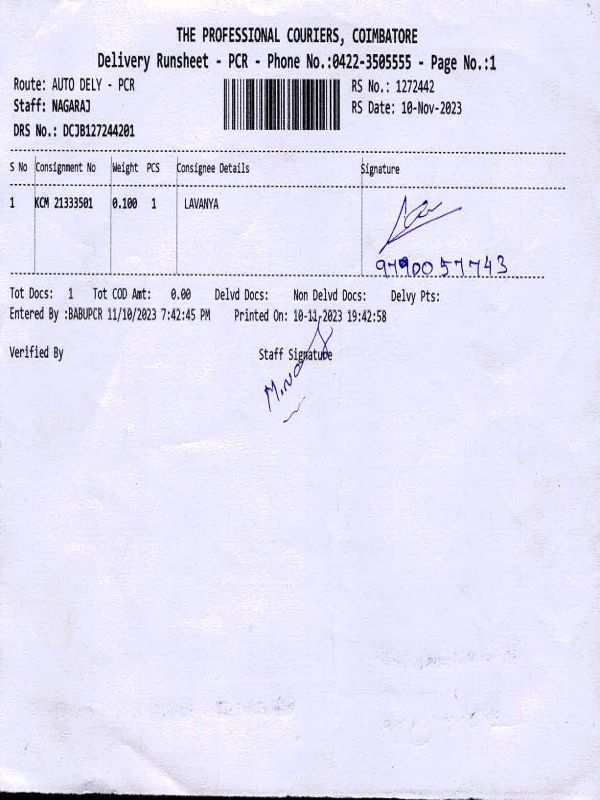 THE PROFESSIONAL COURIERS, COIMBATORE
Delivery Runsheet - PCR - Phone No.:0422-3505555 - Page No.:1
Route: AUTO DELY - PCR
RS No.: 1272442
Staff: NAGARAJ
RS Date: 10-Nov-2023
DRS No.: DCJB127244201
S No Consignment No Weight PCS Consignee Details Signature
1 KCM 21333501 0.100 1 LAVANYA
9790057743
Tot Docs: 1 Tot COD Amt: 0.00 Delvd Docs: Non Delvd Docs: Delvy Pts:
Entered By :BABUPCR 11/10/2023 7:42:45 PM Printed On: 10-11-2023 19:42:58
Verified By Staff Signature